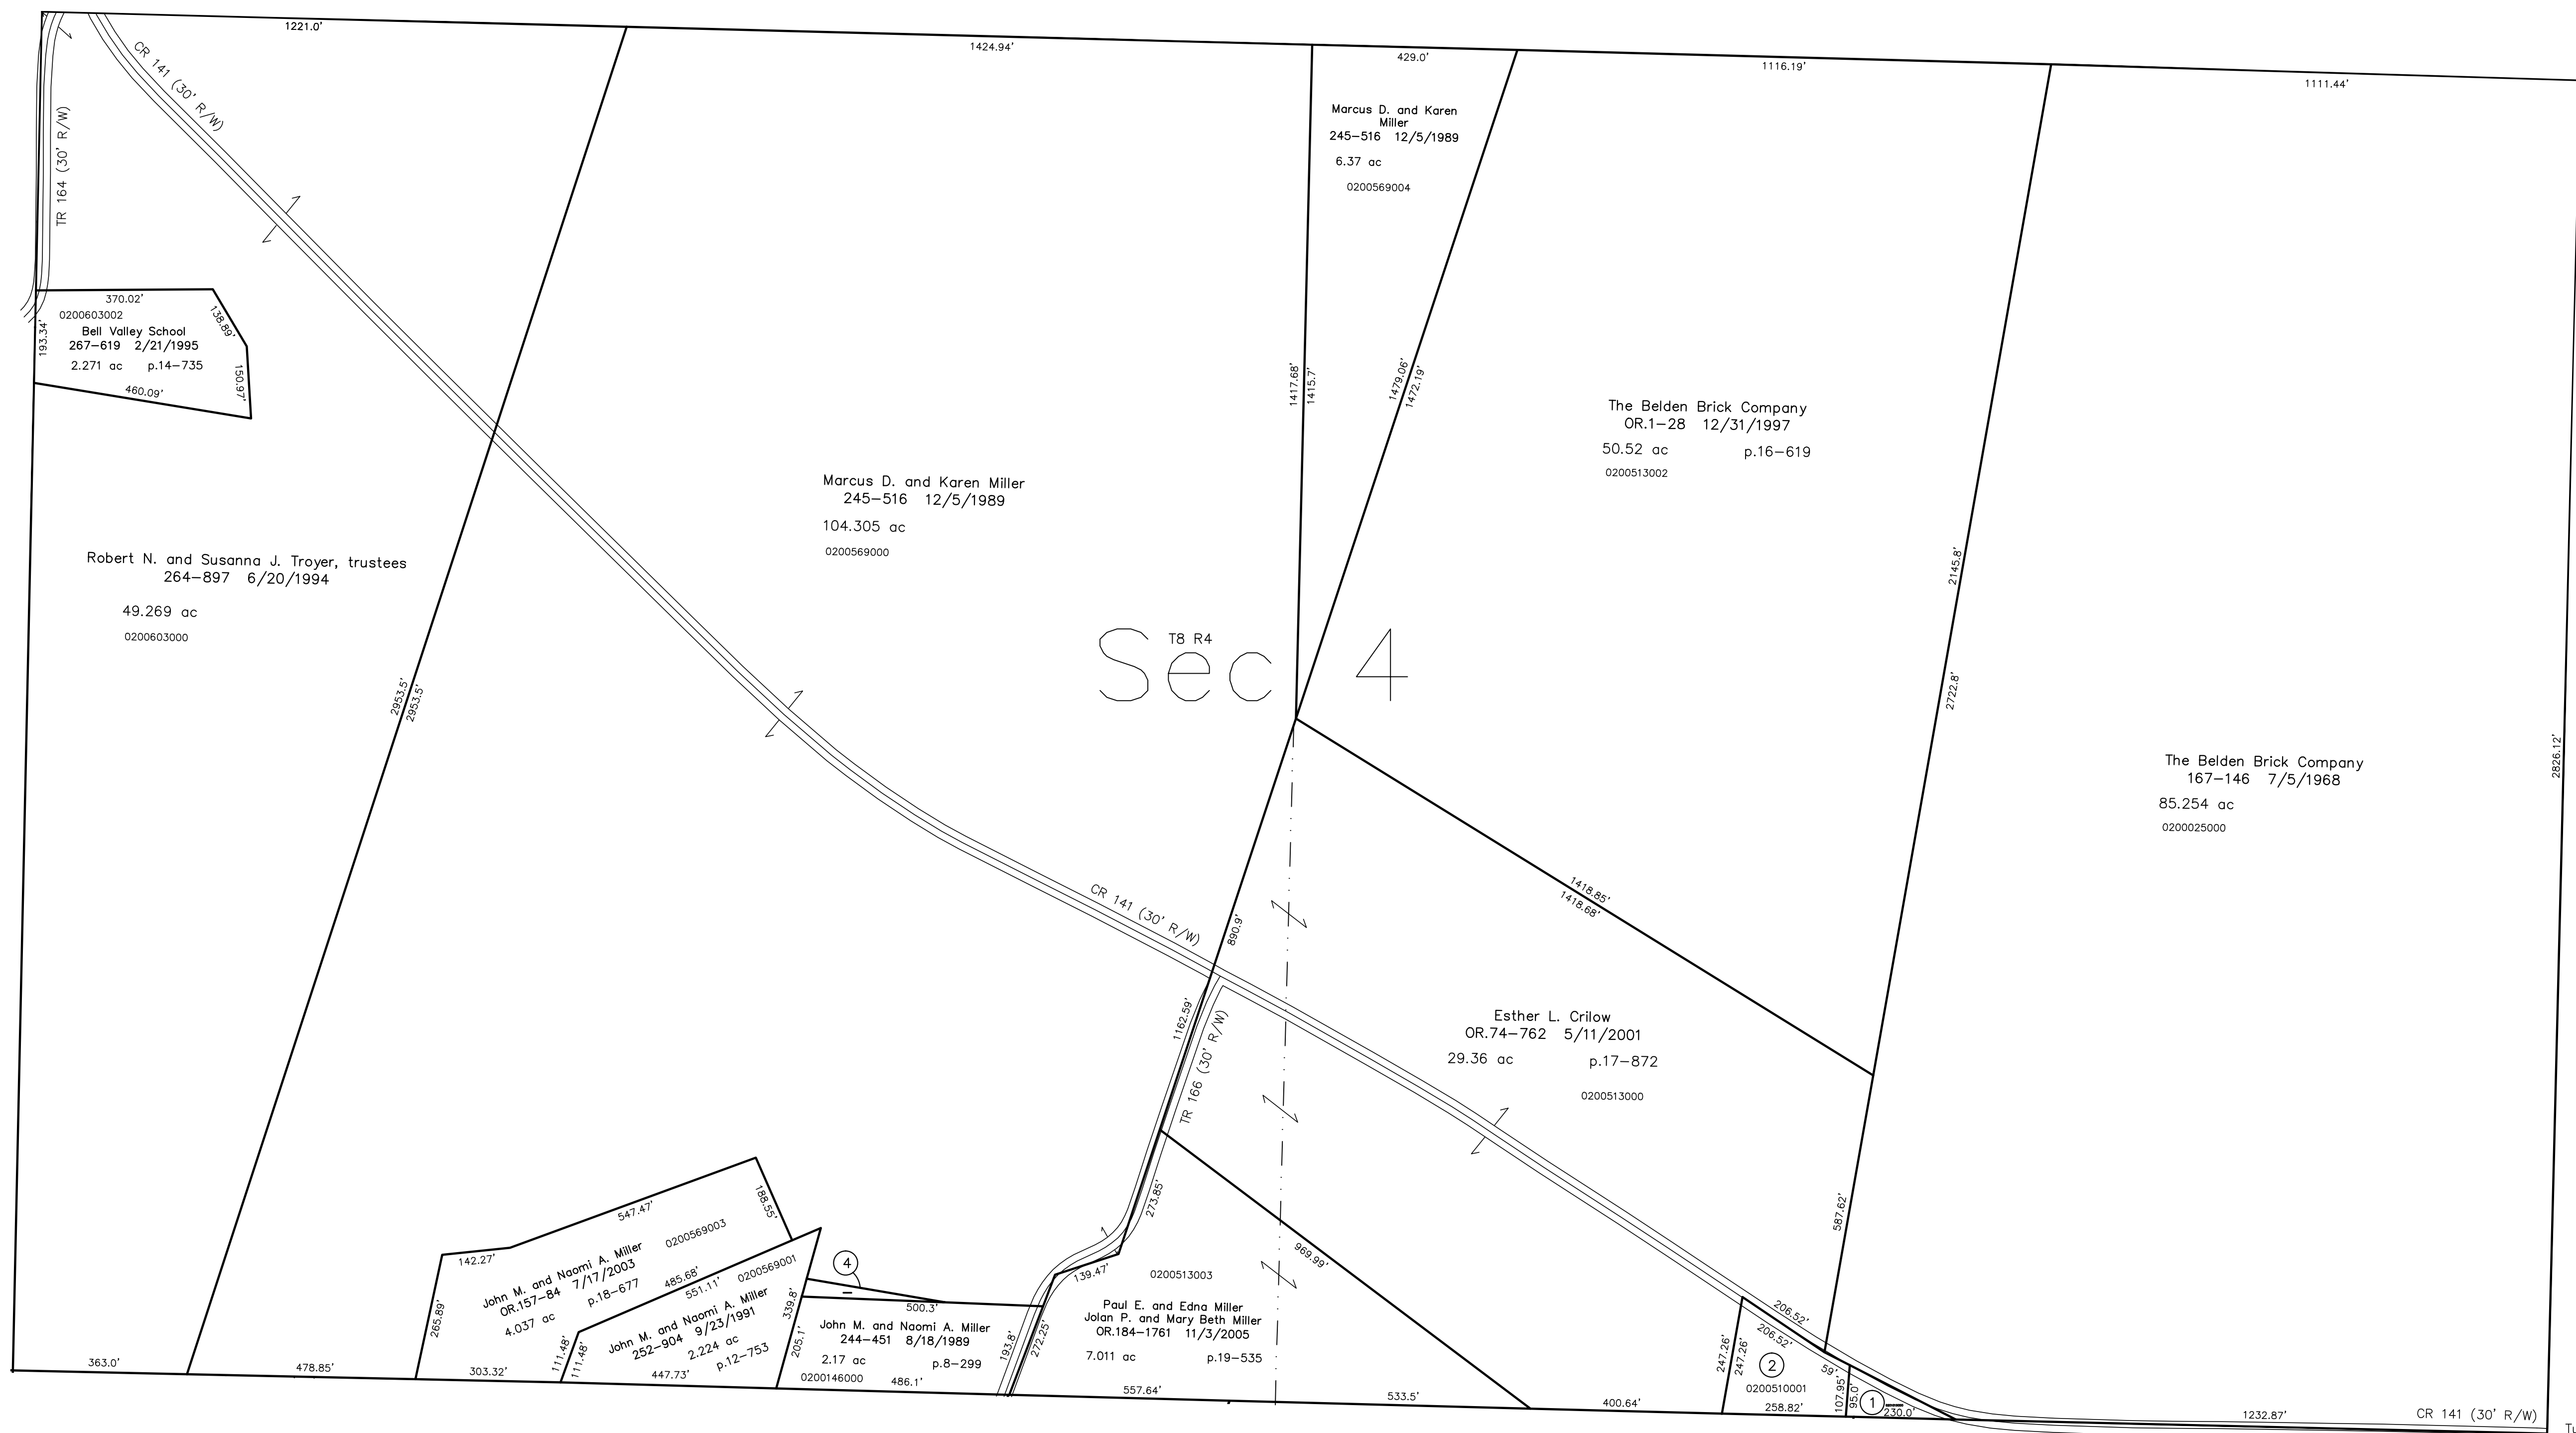 1221.0'
1424.94'
429.0'
1116.19'
1111.44'
CR 141 (30' R/W)
TR 164 (30' R/W)
Marcus D. and Karen
Miller
245-516 12/5/1989
6.37 ac
0200569004
370.02'
0200603002
Bell Valley School
267-619 2/21/1995
2.271 ac p.14-735
193.34'
138.89'
150.97'
460.09'
1417.68'
1415.7'
1479.06'
1472.19'
The Belden Brick Company
OR.1-28 12/31/1997
50.52 ac p.16-619
0200513002
Marcus D. and Karen Miller
245-516 12/5/1989
104.305 ac
0200569000
Robert N. and Susanna J. Troyer, trustees
264-897 6/20/1994
49.269 ac
0200603000
2953.5'
2953.5'
T8 R4
Sec 4
2145.8'
2722.8'
The Belden Brick Company
167-146 7/5/1968
85.254 ac
0200025000
2826.12'
CR 141 (30' R/W)
890.9'
1418.85'
1418.68'
1162.59'
TR 166 (30' R/W)
Esther L. Crilow
OR.74-762 5/11/2001
29.36 ac p.17-872
0200513000
587.62'
273.85'
969.99'
547.47'
188.55'
142.27'
0200569003
John M. and Naomi A. Miller
OR.157-84 7/17/2003
4.037 ac p.18-677
485.68'
265.89'
551.11'
0200569001
John M. and Naomi A. Miller
252-904 9/23/1991
2.224 ac
p.12-753
111.48'
111.48'
339.8'
205.1'
4
500.3'
John M. and Naomi A. Miller
244-451 8/18/1989
2.17 ac p.8-299
0200146000
486.1'
193.8'
272.25'
139.47'
0200513003
Paul E. and Edna Miller
Jolan P. and Mary Beth Miller
OR.184-1761 11/3/2005
7.011 ac p.19-535
206.52'
206.52'
247.26'
247.26'
59'
2
0200510001
258.82'
107.95'
95.0'
1
230.0'
363.0'
478.85'
303.32'
447.73'
557.64'
533.5'
400.64'
1232.87'
CR 141 (30' R/W)